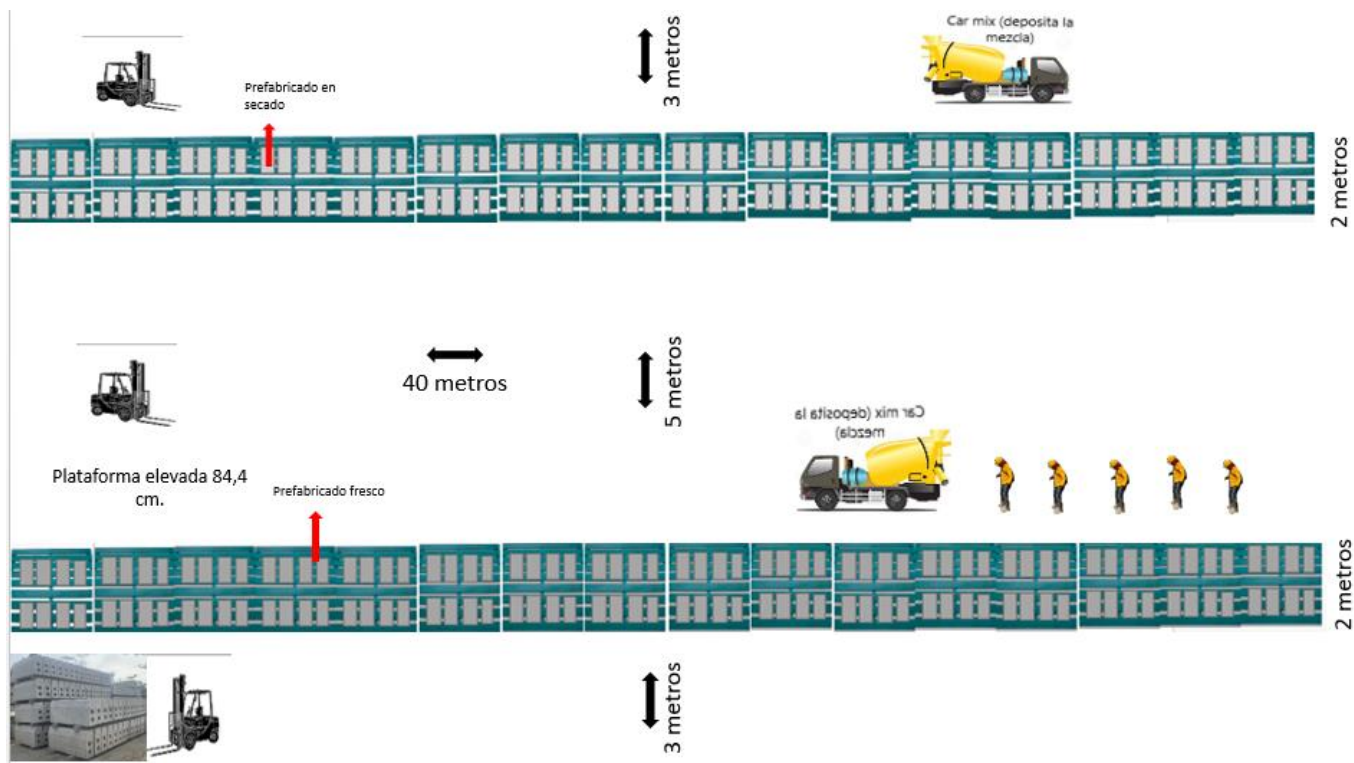 Car mix (deposita la
mezcla)
3 metros
Prefabricado en
secado
2 metros
40 metros
5 metros
Car mix (deposita la
mezcla)
Plataforma elevada 84,4
cm.
Prefabricado fresco
2 metros
3 metros